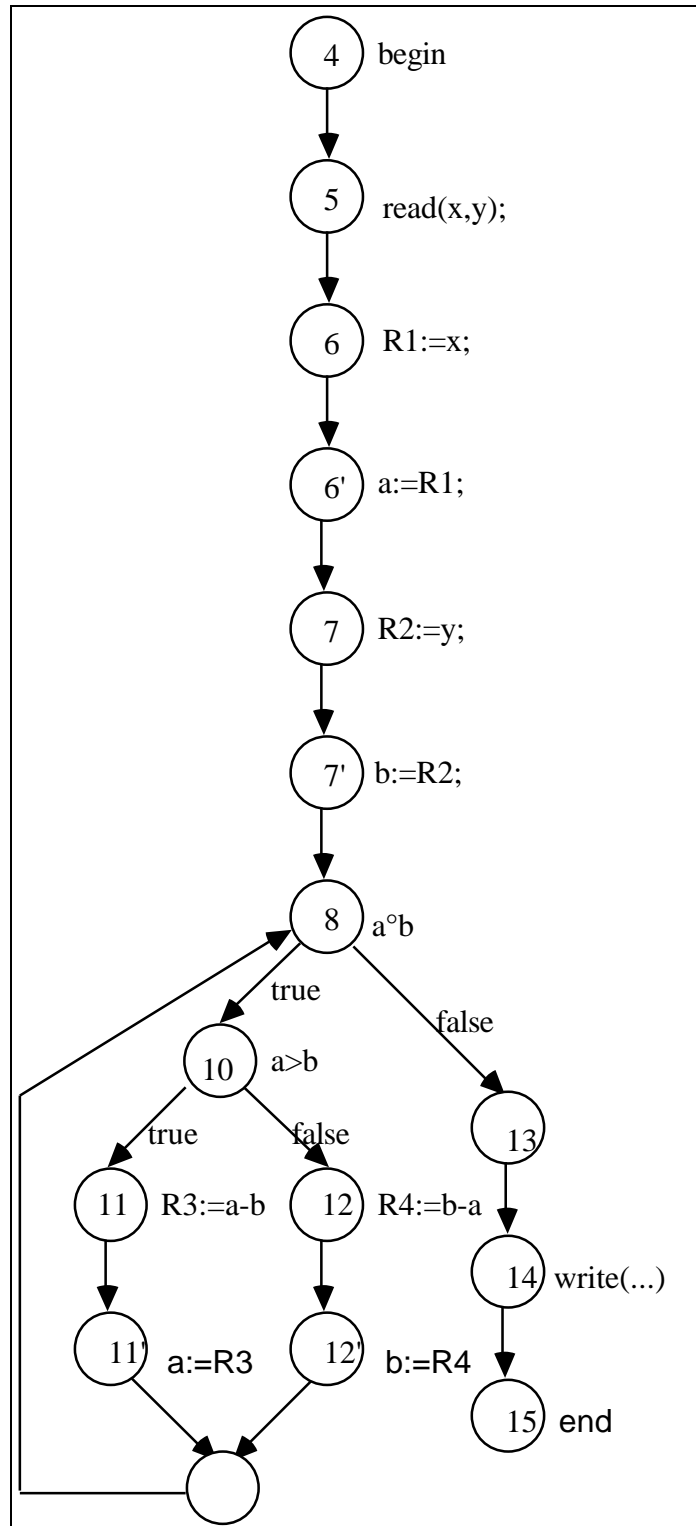 4 begin
5 read(x,y);
6 R1:=x;
6' a:=R1;
7 R2:=y;
7' b:=R2;
8 a°b
true
false
10 a>b
true
false
13
11 R3:=a-b
12 R4:=b-a
14 write(...)
11' a:=R3
12' b:=R4
15 end